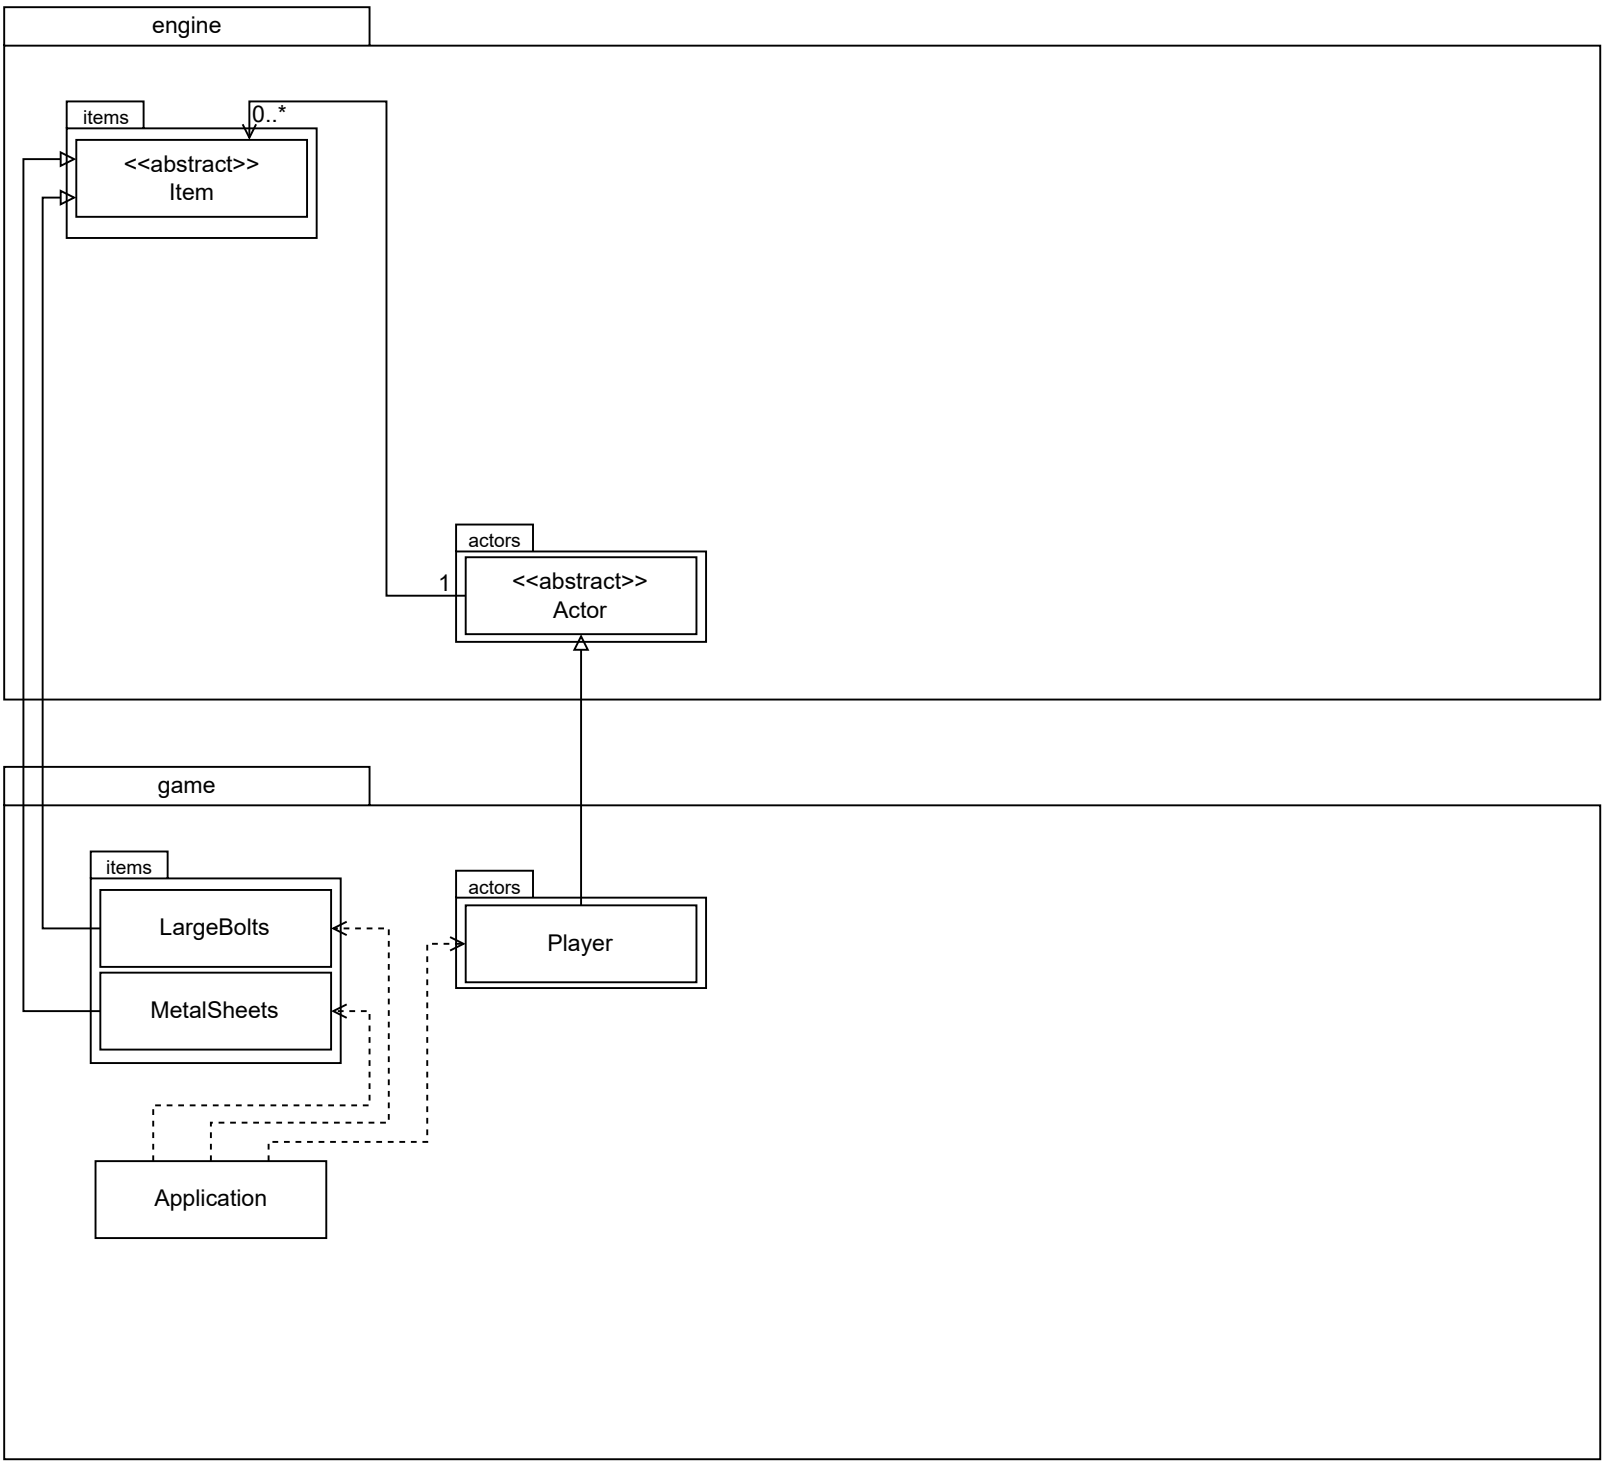 engine
items
0..*
<<abstract>>
Item
actors
1
<<abstract>>
Actor
game
items
LargeBolts
MetalSheets
actors
Player
Application